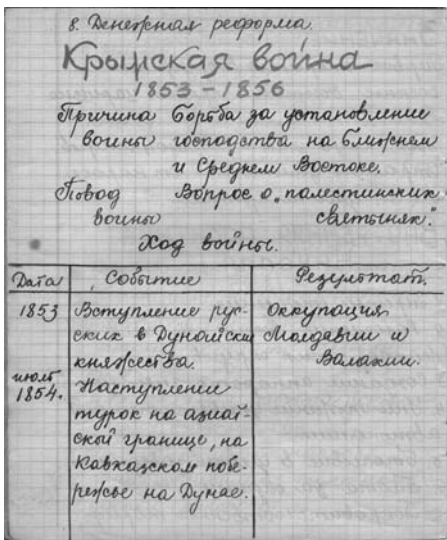 8. Денежная реформа.
Крымская война
1853 - 1856
Причина Борьба за установление
войны господства на Ближнем
и Среднем Востоке.
Повод Вопрос о „палестинских
войны святынях".
Ход войны.
Дата Событие Результат.
1853 Вступление рус- Оккупация
ских в Дунайские Молдавии и
княжества. Валахии.
июль
1854. Наступление
турок на азиат-
ской границе, на
Кавказском побе-
режье на Дунае.